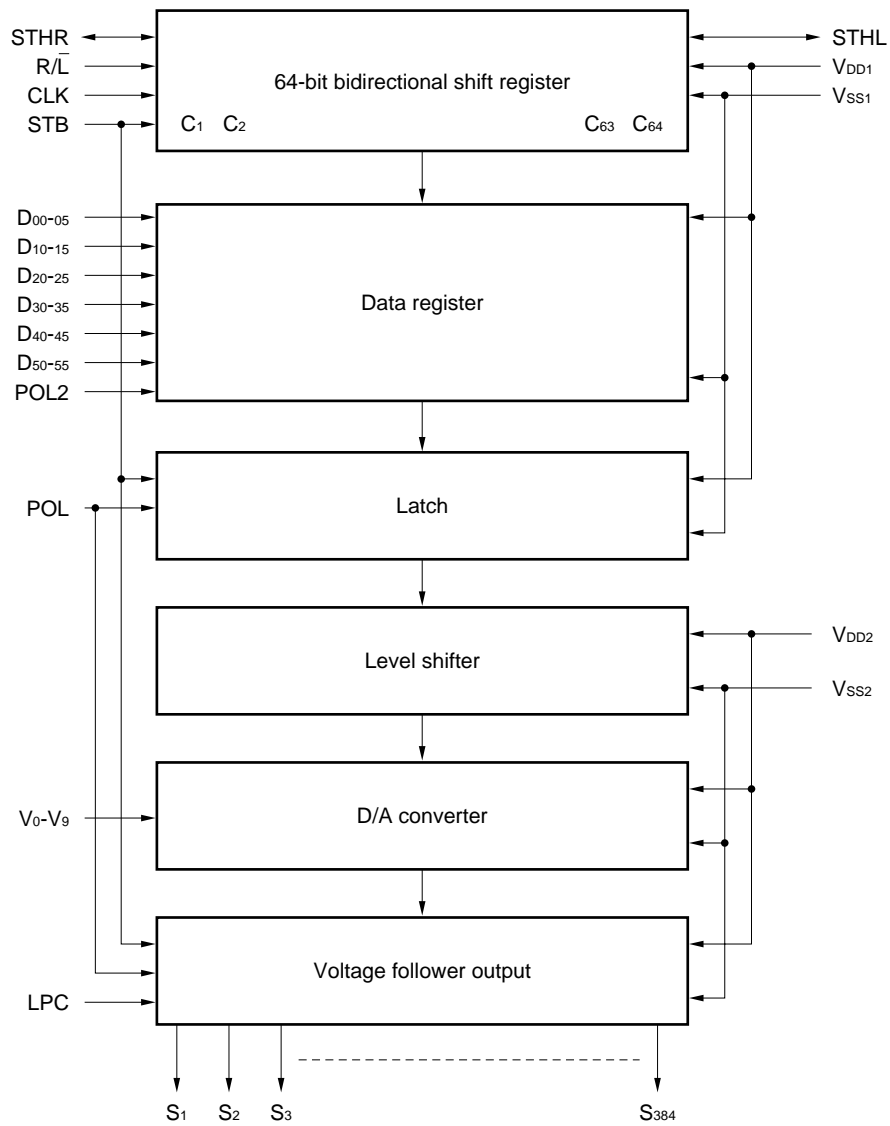 STHR
STHL
R/L̅
VDD1
64-bit bidirectional shift register
CLK
VSS1
STB
C1 C2 C63 C64
D00-05
D10-15
D20-25
D30-35
D40-45
D50-55
POL2
Data register
POL
Latch
Level shifter
VDD2
VSS2
V0-V9
D/A converter
Voltage follower output
LPC
S1 S2 S3 S384